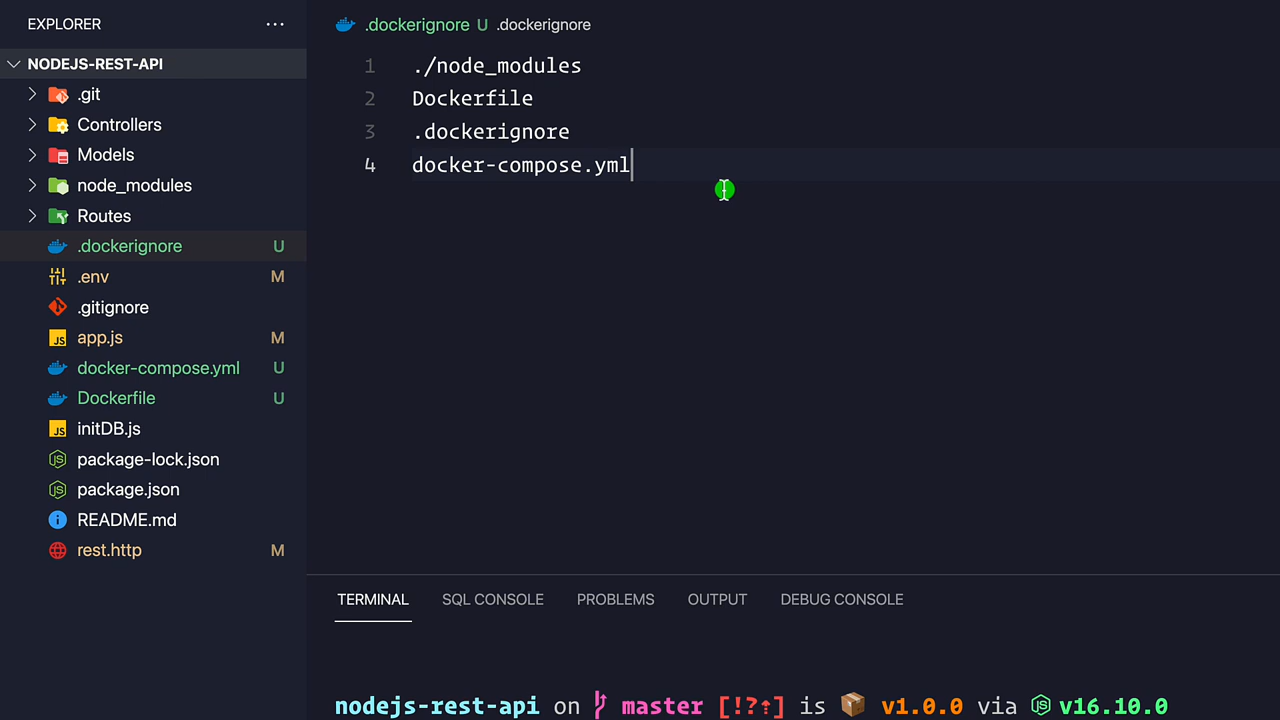 EXPLORER ...
NODEJS-REST-API
.git
Controllers
Models
node_modules
Routes
.dockerignore U
.env M
.gitignore
app.js M
docker-compose.yml U
Dockerfile U
initDB.js
package-lock.json
package.json
README.md
rest.http M
.dockerignore U .dockerignore
1 ./node_modules
2 Dockerfile
3 .dockerignore
4 docker-compose.yml
TERMINAL SQL CONSOLE PROBLEMS OUTPUT DEBUG CONSOLE
nodejs-rest-api on master [!?⇡] is 📦 v1.0.0 via v16.10.0